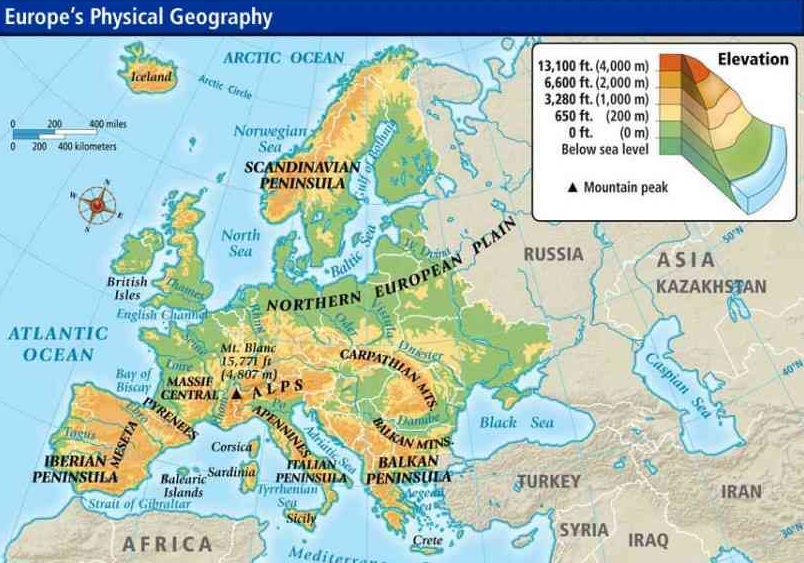 Europe's Physical Geography
ARCTIC OCEAN
Elevation
13,100 ft. (4,000 m)
6,600 ft. (2,000 m)
3,280 ft. (1,000 m)
650 ft. (200 m)
0 ft. (0 m)
Below sea level
▲ Mountain peak
Iceland
Arctic Circle
0 200 400 miles
0 200 400 kilometers
Norwegian
Sea
Gulf of Bothnia
SCANDINAVIAN
PENINSULA
N
W E
S
North
Sea
Baltic Sea
W. Dvina
NORTHERN EUROPEAN PLAIN
RUSSIA
50°N
ASIA
KAZAKHSTAN
British
Isles
Thames
English Channel
ATLANTIC
OCEAN
Seine
Loire
Oder
Dniester
Mt. Blanc
15,771 ft
(4,807 m)
ALPS
CARPATHIAN MTS.
Caspian Sea
40°N
Bay of
Biscay
MASSIF
CENTRAL
PYRENEES
Ebro
Tagus
MESETA
IBERIAN
PENINSULA
APENNINES
Adriatic Sea
Danube
BALKAN MTNS.
BALKAN
PENINSULA
Black Sea
Corsica
Sardinia
Balearic
Islands
ITALIAN
PENINSULA
Tyrrhenian
Sea
Aegean
Sea
Strait of Gibraltar
Sicily
Crete
TURKEY
IRAN
SYRIA
IRAQ
30°N
AFRICA